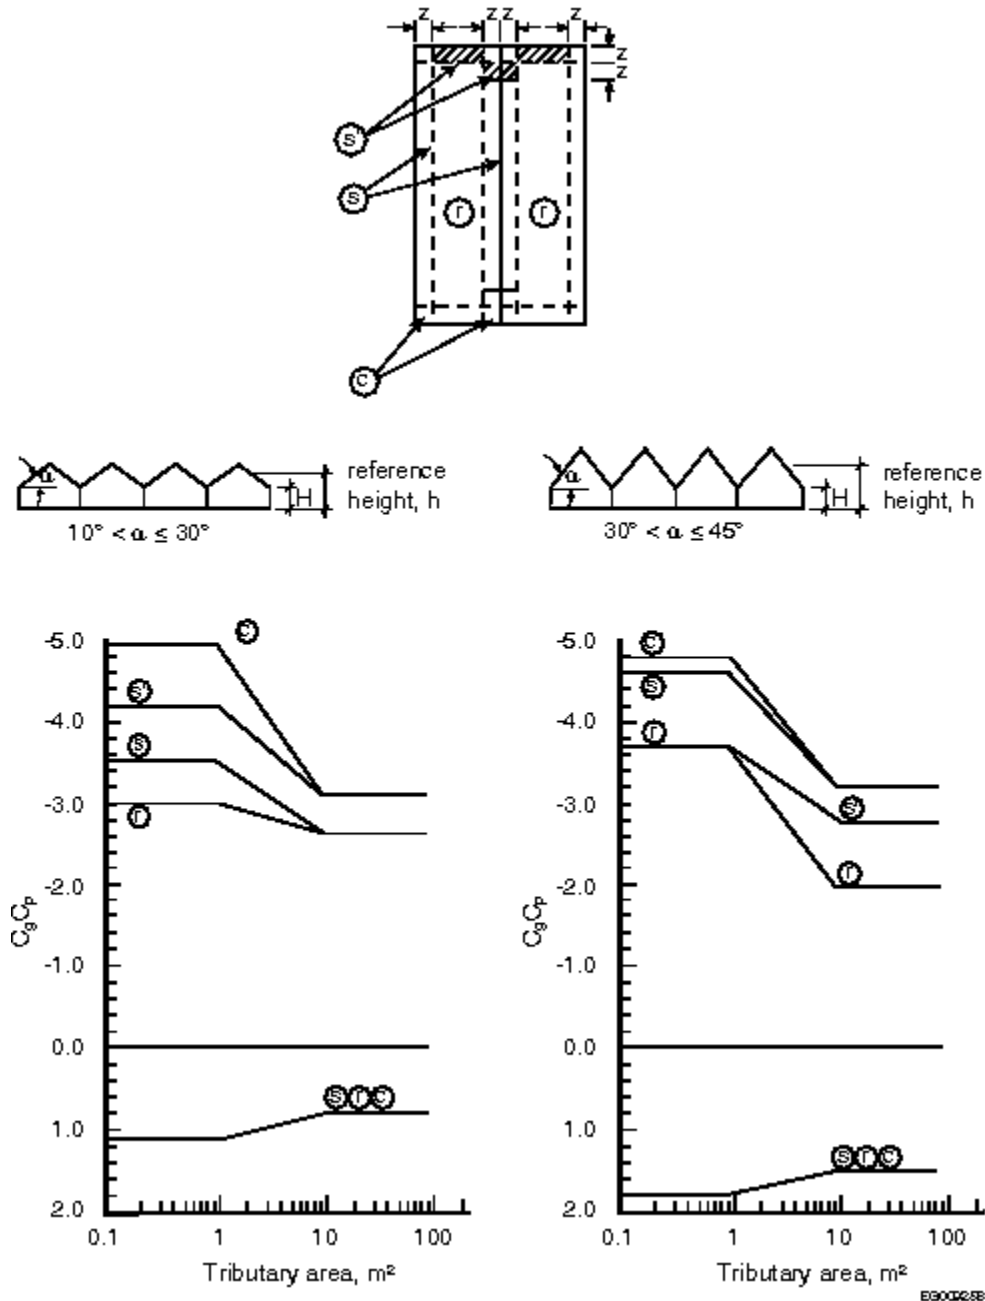 z z z z
z
z
s'
s
r r
c
α H reference height, h
10° < α ≤ 30°
α H reference height, h
30° < α ≤ 45°
-5.0 c
s'
-4.0
s
-3.0
r
-2.0
CgCp
-1.0
0.0
s r c
1.0
2.0
0.1 1 10 100
Tributary area, m²
-5.0 c
s
-4.0
r
-3.0
s'
-2.0
r
CgCp
-1.0
0.0
1.0
s r c
2.0
0.1 1 10 100
Tributary area, m²
EG00925B